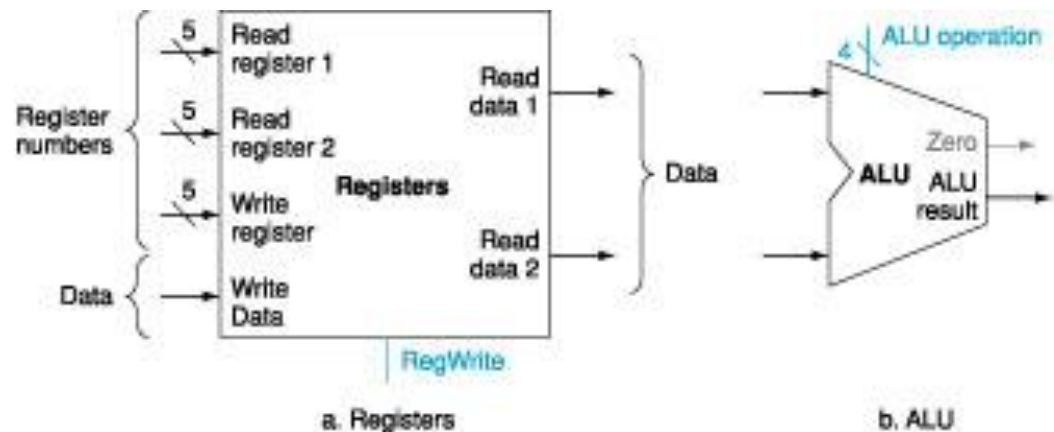 Register
numbers
Data
5
Read
register 1
5
Read
register 2
5
Write
register
Write
Data
Registers
Read
data 1
Read
data 2
RegWrite
Data
a. Registers
4
ALU operation
Zero
ALU
ALU
result
b. ALU